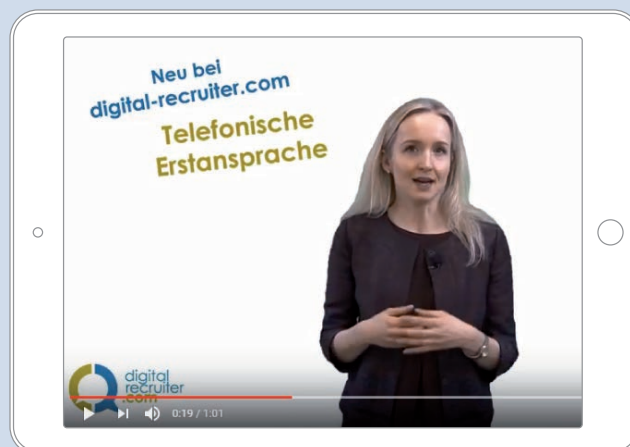 Neu bei
digital-recruiter.com
Telefonische
Erstansprache
digital
recruiter
.com
0:19 / 1:01